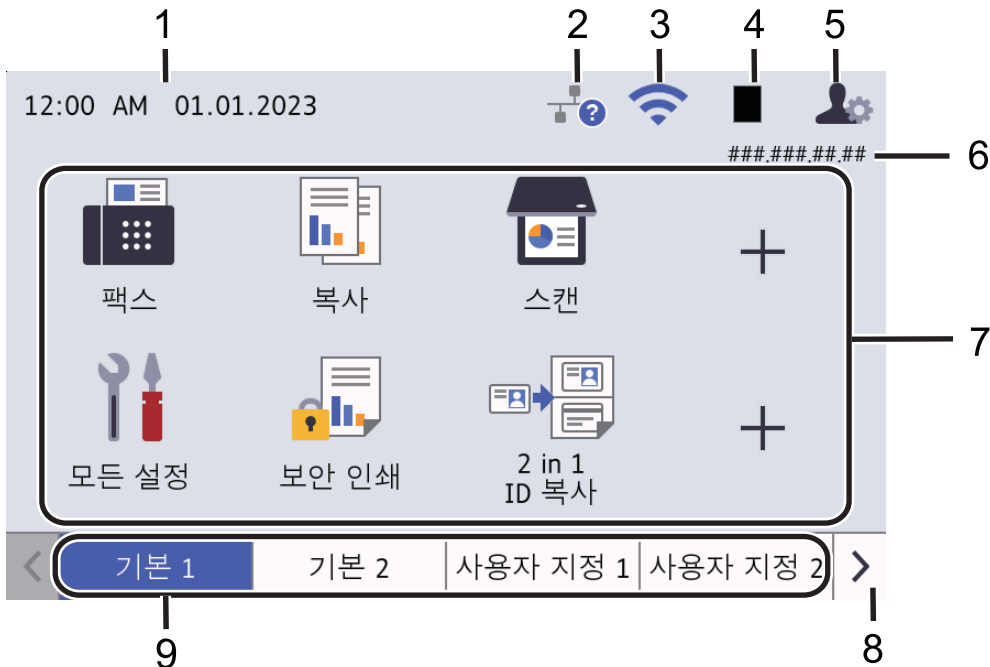 1 2 3 4 5
12:00 AM 01.01.2023
?
###.###.##.## 6
팩스 복사 스캔
7
모든 설정 보안 인쇄 2 in 1
ID 복사
기본 1 기본 2 사용자 지정 1 사용자 지정 2
9 8